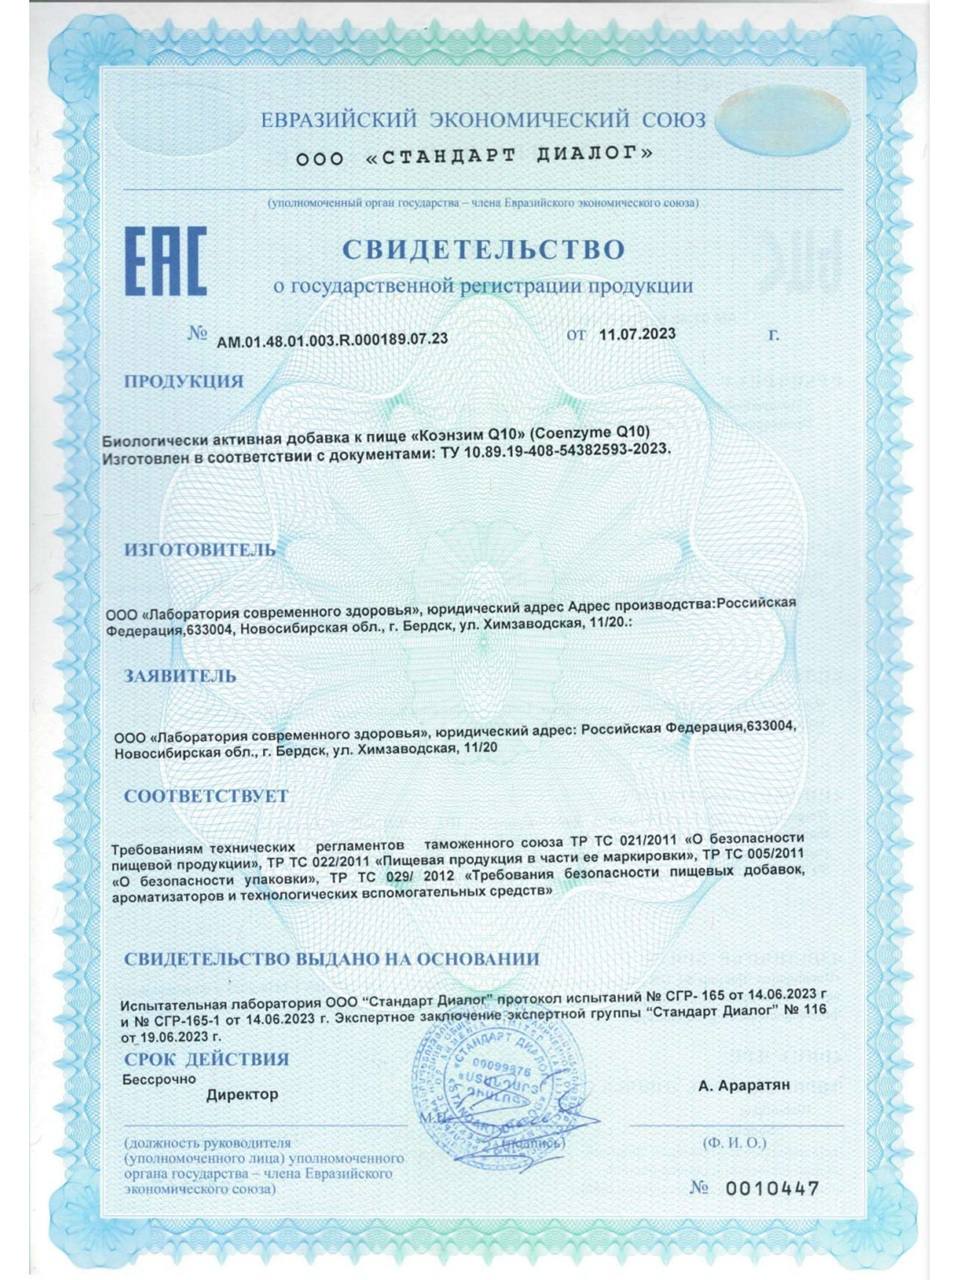 ЕВРАЗИЙСКИЙ ЭКОНОМИЧЕСКИЙ СОЮЗ
ООО «СТАНДАРТ ДИАЛОГ»
(уполномоченный орган государства – члена Евразийского экономического союза)
ЕАС
СВИДЕТЕЛЬСТВО
о государственной регистрации продукции
№ АМ.01.48.01.003.R.000189.07.23 от 11.07.2023 г.
ПРОДУКЦИЯ
Биологически активная добавка к пище «Коэнзим Q10» (Coenzyme Q10)
Изготовлен в соответствии с документами: ТУ 10.89.19-408-54382593-2023.
ИЗГОТОВИТЕЛЬ
ООО «Лаборатория современного здоровья», юридический адрес Адрес производства:Российская
Федерация,633004, Новосибирская обл., г. Бердск, ул. Химзаводская, 11/20.:
ЗАЯВИТЕЛЬ
ООО «Лаборатория современного здоровья», юридический адрес: Российская Федерация,633004,
Новосибирская обл., г. Бердск, ул. Химзаводская, 11/20
СООТВЕТСТВУЕТ
Требованиям технических регламентов таможенного союза ТР ТС 021/2011 «О безопасности
пищевой продукции», ТР ТС 022/2011 «Пищевая продукция в части ее маркировки», ТР ТС 005/2011
«О безопасности упаковки», ТР ТС 029/ 2012 «Требования безопасности пищевых добавок,
ароматизаторов и технологических вспомогательных средств»
СВИДЕТЕЛЬСТВО ВЫДАНО НА ОСНОВАНИИ
Испытательная лаборатория ООО “Стандарт Диалог” протокол испытаний № СГР- 165 от 14.06.2023 г
и № СГР-165-1 от 14.06.2023 г. Экспертное заключение экспертной группы “Стандарт Диалог” № 116
от 19.06.2023 г.
СРОК ДЕЙСТВИЯ
Бессрочно
Директор
А. Араратян
«СТАНДАРТ ДИАЛОГ»
00099876
М.П.
(подпись)
(Ф. И. О.)
(должность руководителя
(уполномоченного лица) уполномоченного
органа государства – члена Евразийского
экономического союза)
№ 0010447